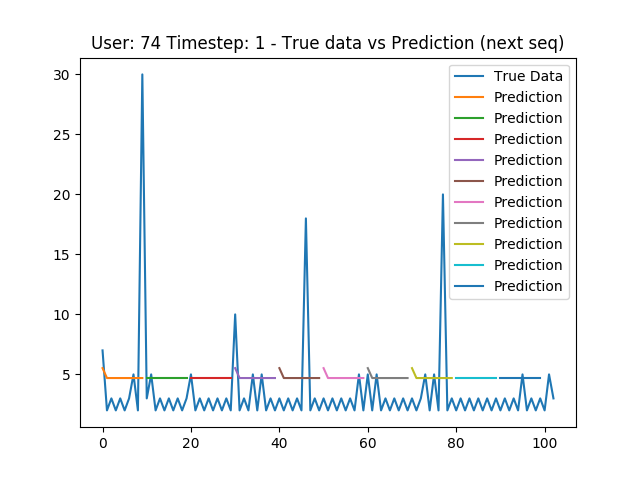 User: 74 Timestep: 1 - True data vs Prediction (next seq)
30
25
20
15
10
5
0
20
40
60
80
100
True Data
Prediction
Prediction
Prediction
Prediction
Prediction
Prediction
Prediction
Prediction
Prediction
Prediction